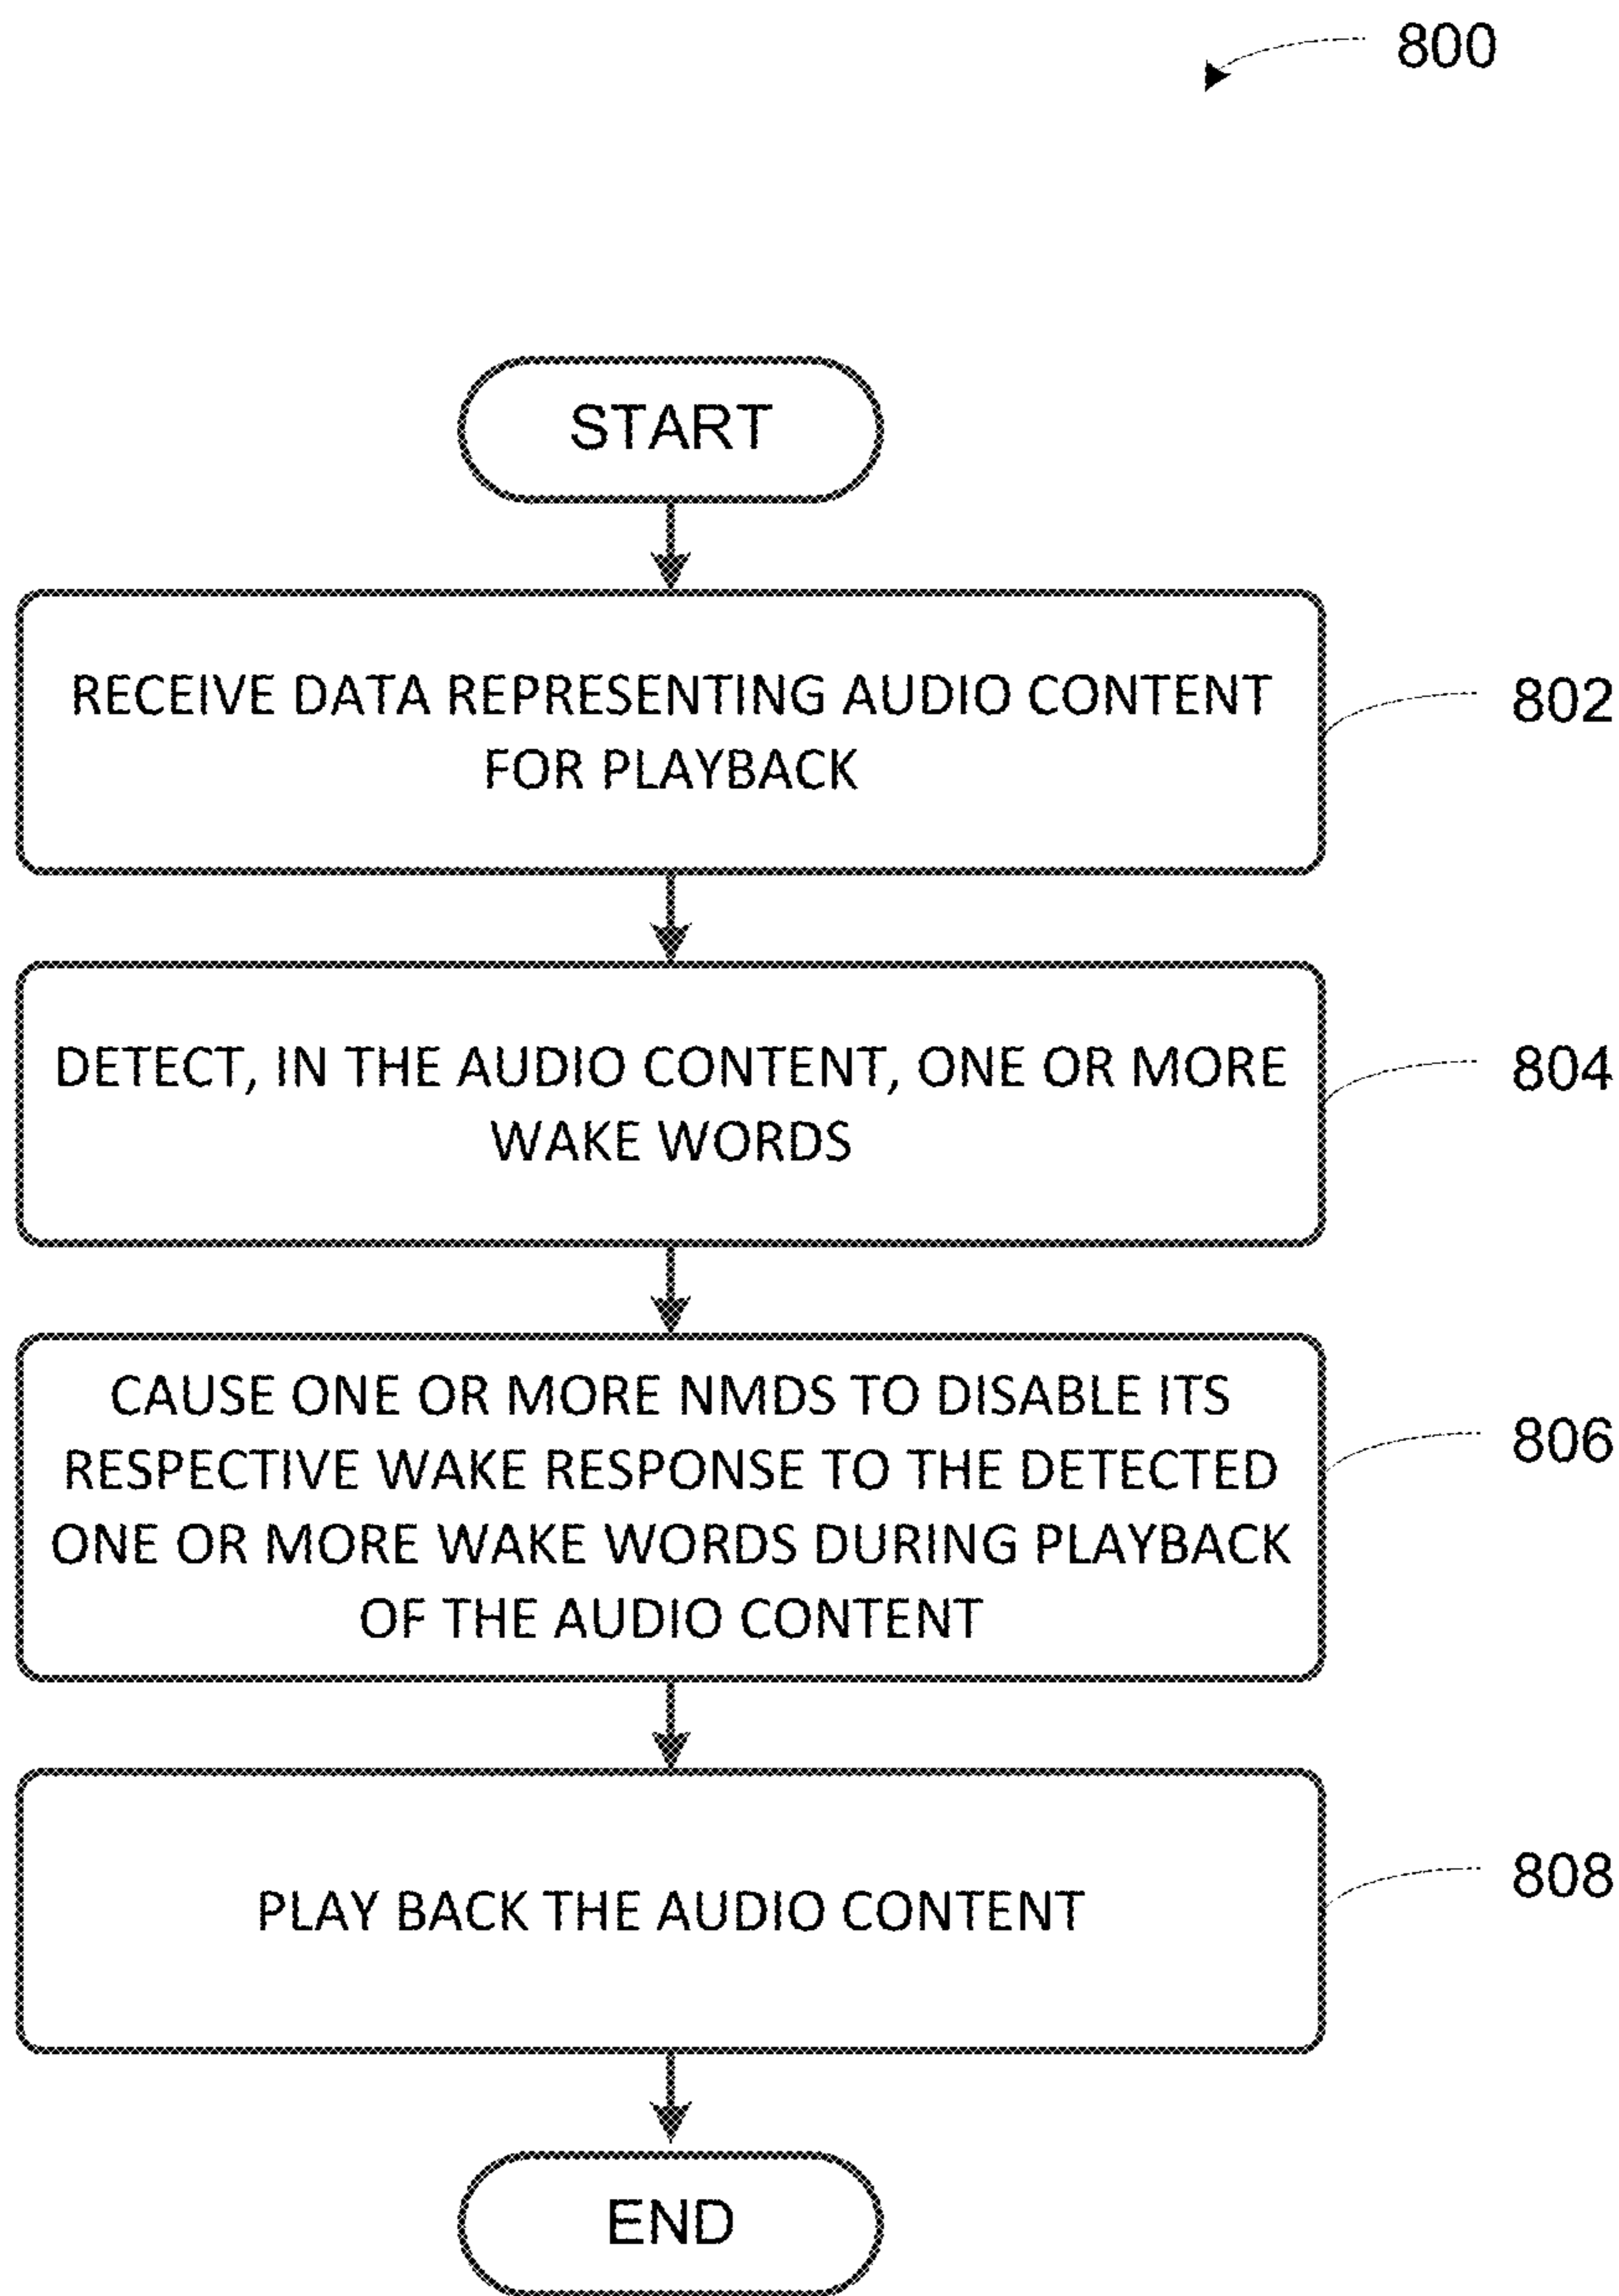 800
START
RECEIVE DATA REPRESENTING AUDIO CONTENT
FOR PLAYBACK
802
DETECT, IN THE AUDIO CONTENT, ONE OR MORE
WAKE WORDS
804
CAUSE ONE OR MORE NMDS TO DISABLE ITS
RESPECTIVE WAKE RESPONSE TO THE DETECTED
ONE OR MORE WAKE WORDS DURING PLAYBACK
OF THE AUDIO CONTENT
806
PLAY BACK THE AUDIO CONTENT
808
END